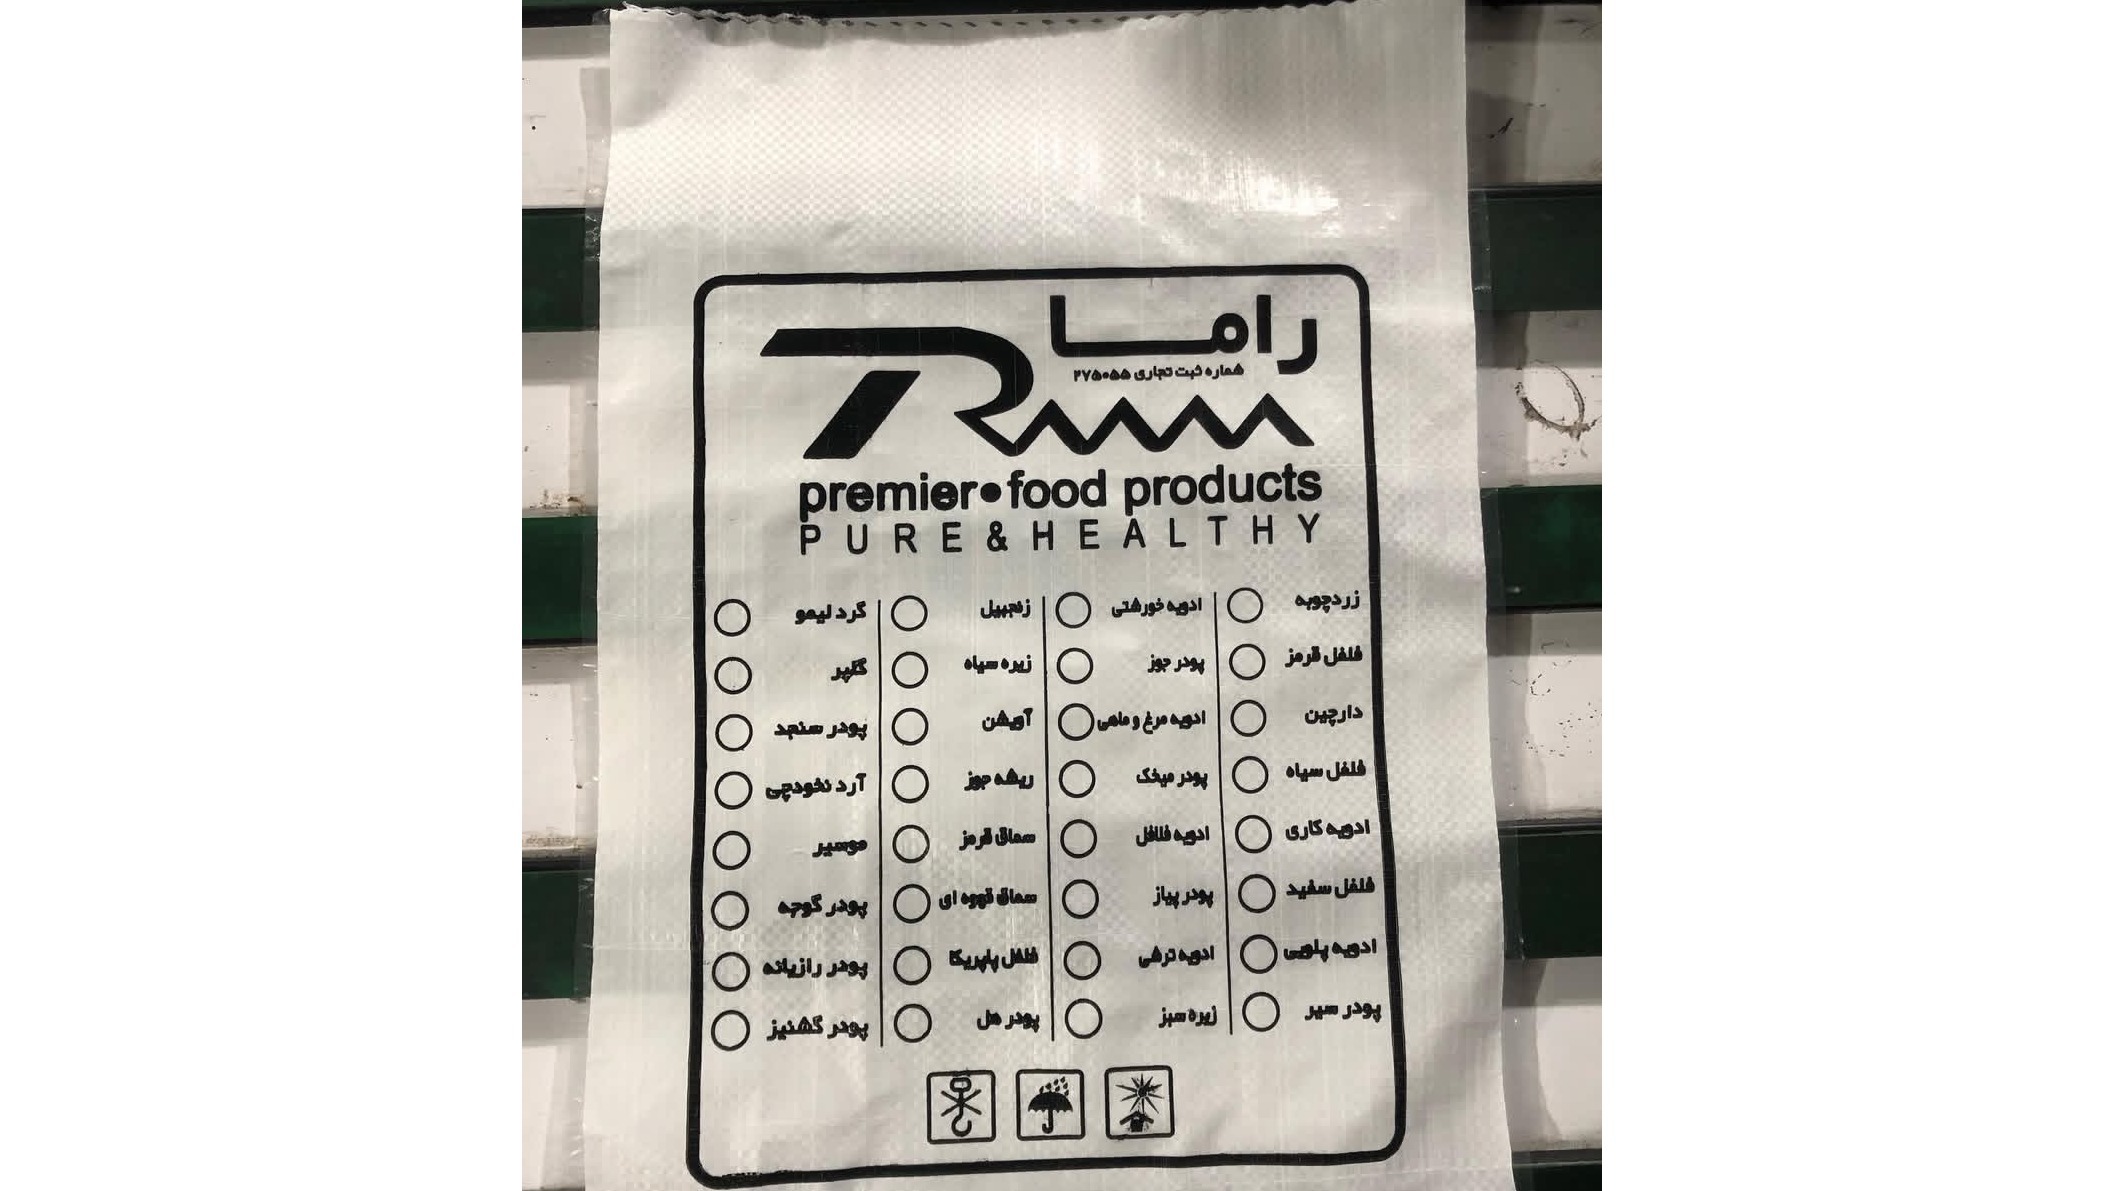 راما
شماره ثبت تجاری ۲۷۵۰۵۵
premier•food products
PURE&HEALTHY
زردچوبه
فلفل قرمز
دارچین
فلفل سیاه
ادویه کاری
فلفل سفید
ادویه پلویی
پودر سیر
ادویه خورشتی
پودر جوز
ادویه مرغ و ماهی
پودر میخک
ادویه فلافل
پودر پیاز
ادویه ترشی
زیره سبز
زنجبیل
زیره سیاه
آویشن
ریشه جوز
سماق قرمز
سماق قهوه ای
فلفل پاپریکا
پودر هل
گرد لیمو
گلپر
پودر سنجد
آرد نخودچی
موسیر
پودر گوجه
پودر رازیانه
پودر گشنیز